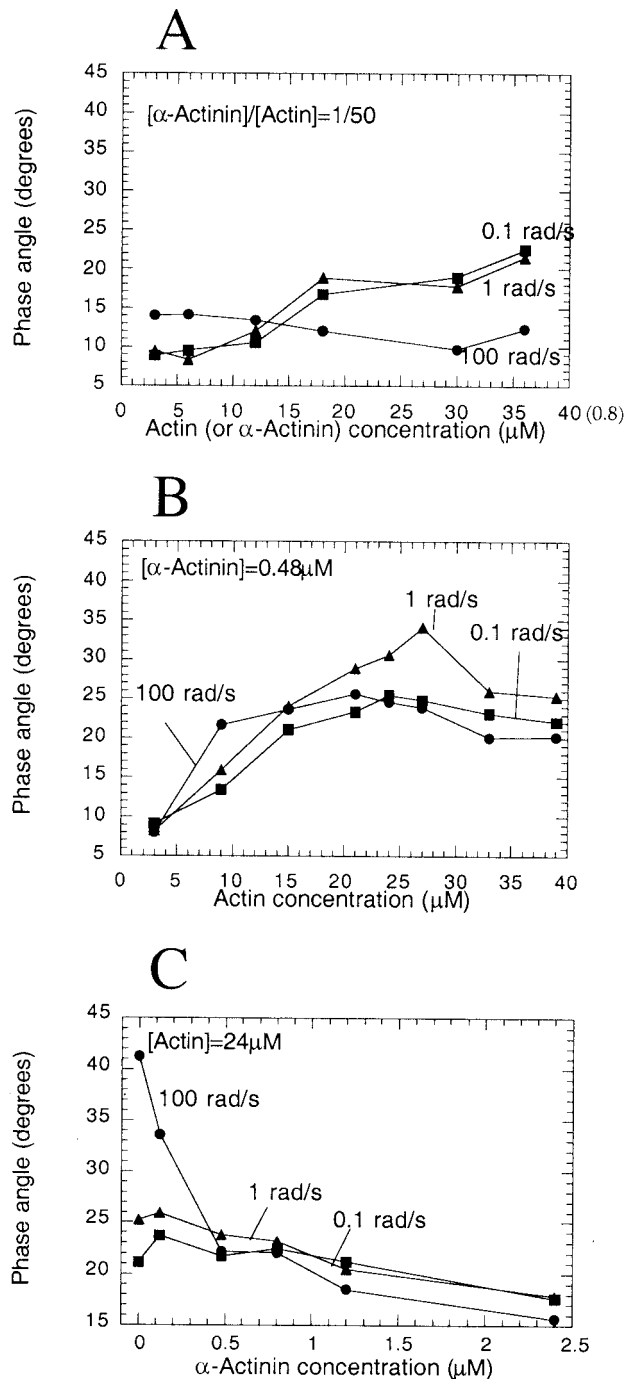 A
45
40
35
30
25
20
15
10
5
Phase angle (degrees)
[α-Actinin]/[Actin]=1/50
0.1 rad/s
1 rad/s
100 rad/s
0 5 10 15 20 25 30 35 40 (0.8)
Actin (or α-Actinin) concentration (μM)
B
45
40
35
30
25
20
15
10
5
Phase angle (degrees)
[α-Actinin]=0.48μM
1 rad/s
0.1 rad/s
100 rad/s
0 5 10 15 20 25 30 35 40
Actin concentration (μM)
C
45
40
35
30
25
20
15
Phase angle (degrees)
[Actin]=24μM
100 rad/s
1 rad/s
0.1 rad/s
0 0.5 1 1.5 2 2.5
α-Actinin concentration (μM)